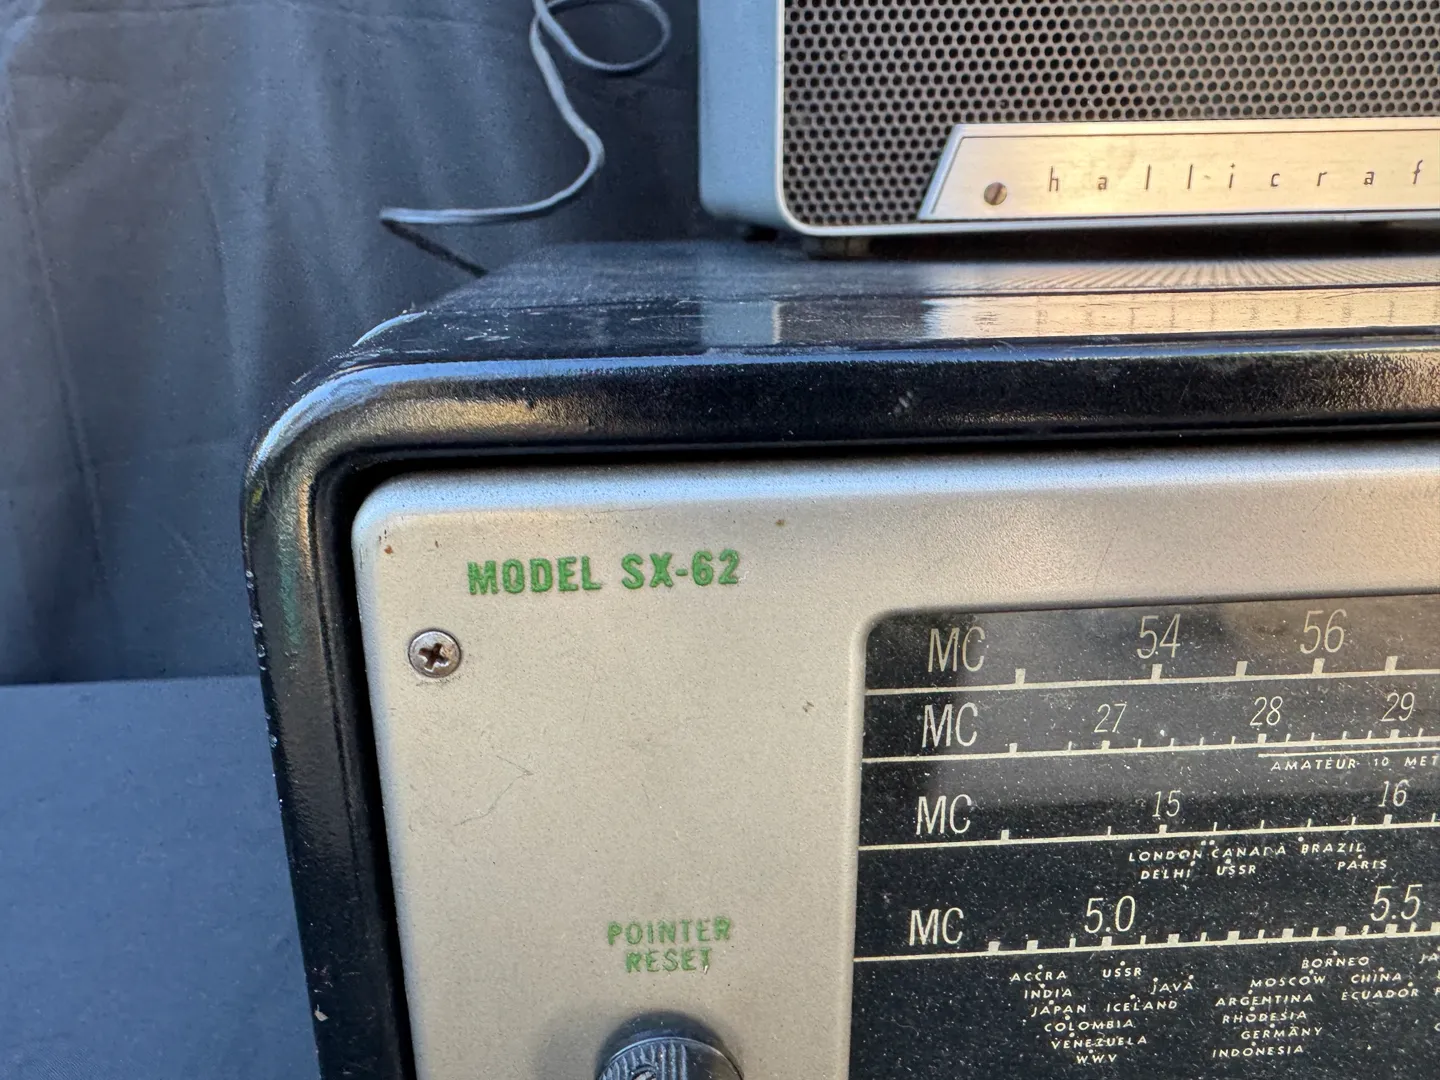 hallicraf
MODEL SX-62
MC 54 56
MC 27 28 29
AMATEUR 10 MET
MC 15 16
LONDON CANADA BRAZIL
DELHI USSR PARIS
MC 5.0 5.5
BORNEO JA
ACCRA USSR MOSCOW CHINA
INDIA JAVA ARGENTINA ECUADOR
JAPAN ICELAND RHODESIA
COLOMBIA GERMANY
VENEZUELA INDONESIA
WWV
POINTER
RESET